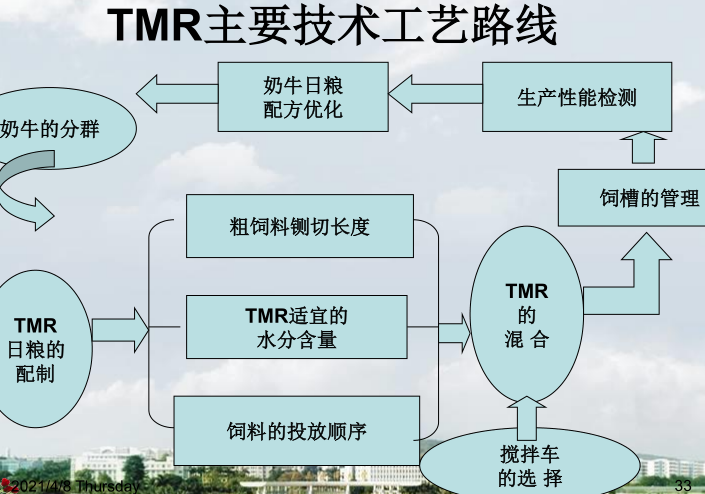 TMR主要技术工艺路线
奶牛日粮
配方优化
生产性能检测
奶牛的分群
饲槽的管理
粗饲料铡切长度
TMR适宜的
水分含量
饲料的投放顺序
TMR
日粮的
配制
TMR
的
混 合
搅拌车
的选 择
2021/4/8 Thursday
33